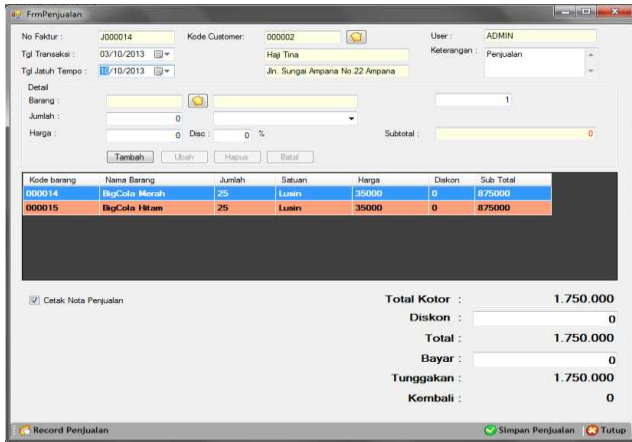 FrmPenjualan
No Faktur : J000014 Kode Customer: 000002 User : ADMIN
Tgl Transaksi : 03/10/2013 Haji Tina Keterangan : Penjualan
Tgl Jatuh Tempo : 10/10/2013 Jln. Sungai Ampana No.22 Ampana
Detail
Barang : 1
Jumlah : 0
Harga : 0 Disc : 0 % Subtotal : 0
Tambah Ubah Hapus Batal
Kode barang Nama Barang Jumlah Satuan Harga Diskon Sub Total
000014 BigCola Merah 25 Lusin 35000 0 875000
000015 BigCola Hitam 25 Lusin 35000 0 875000
Cetak Nota Penjualan Total Kotor : 1.750.000
Diskon : 0
Total : 1.750.000
Bayar : 0
Tunggakan : 1.750.000
Kembali : 0
Record Penjualan Simpan Penjualan Tutup